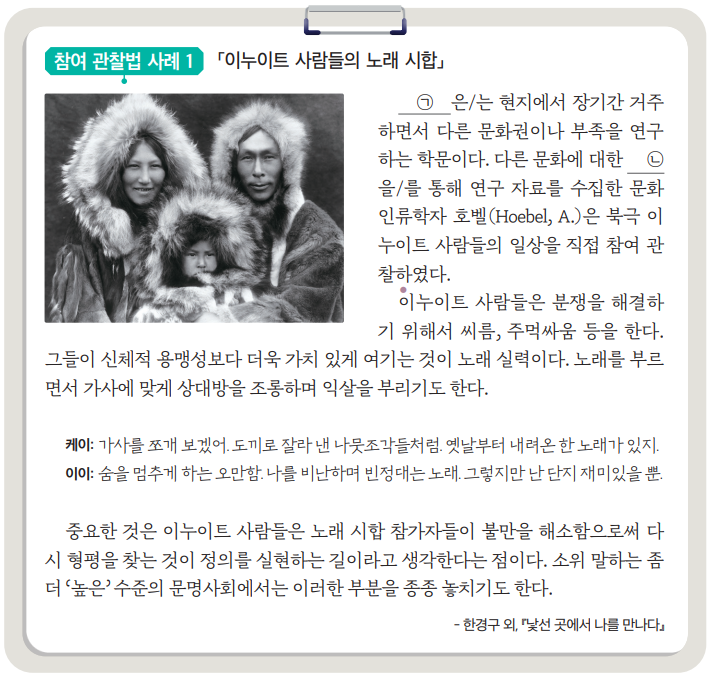 참여 관찰법 사례 1 「이누이트 사람들의 노래 시합」
㉠ 은/는 현지에서 장기간 거주
하면서 다른 문화권이나 부족을 연구
하는 학문이다. 다른 문화에 대한 ㉡
을/를 통해 연구 자료를 수집한 문화
인류학자 호벨(Hoebel, A.)은 북극 이
누이트 사람들의 일상을 직접 참여 관
찰하였다.
이누이트 사람들은 분쟁을 해결하
기 위해서 씨름, 주먹싸움 등을 한다.
그들이 신체적 용맹성보다 더욱 가치 있게 여기는 것이 노래 실력이다. 노래를 부르
면서 가사에 맞게 상대방을 조롱하며 익살을 부리기도 한다.
케이: 가사를 쪼개 보겠어. 도끼로 잘라 낸 나뭇조각들처럼. 옛날부터 내려온 한 노래가 있지.
이이: 숨을 멈추게 하는 오만함. 나를 비난하며 빈정대는 노래. 그렇지만 난 단지 재미있을 뿐.
중요한 것은 이누이트 사람들은 노래 시합 참가자들이 불만을 해소함으로써 다
시 형평을 찾는 것이 정의를 실현하는 길이라고 생각한다는 점이다. 소위 말하는 좀
더 ‘높은’ 수준의 문명사회에서는 이러한 부분을 종종 놓치기도 한다.
- 한경구 외, 『낯선 곳에서 나를 만나다』